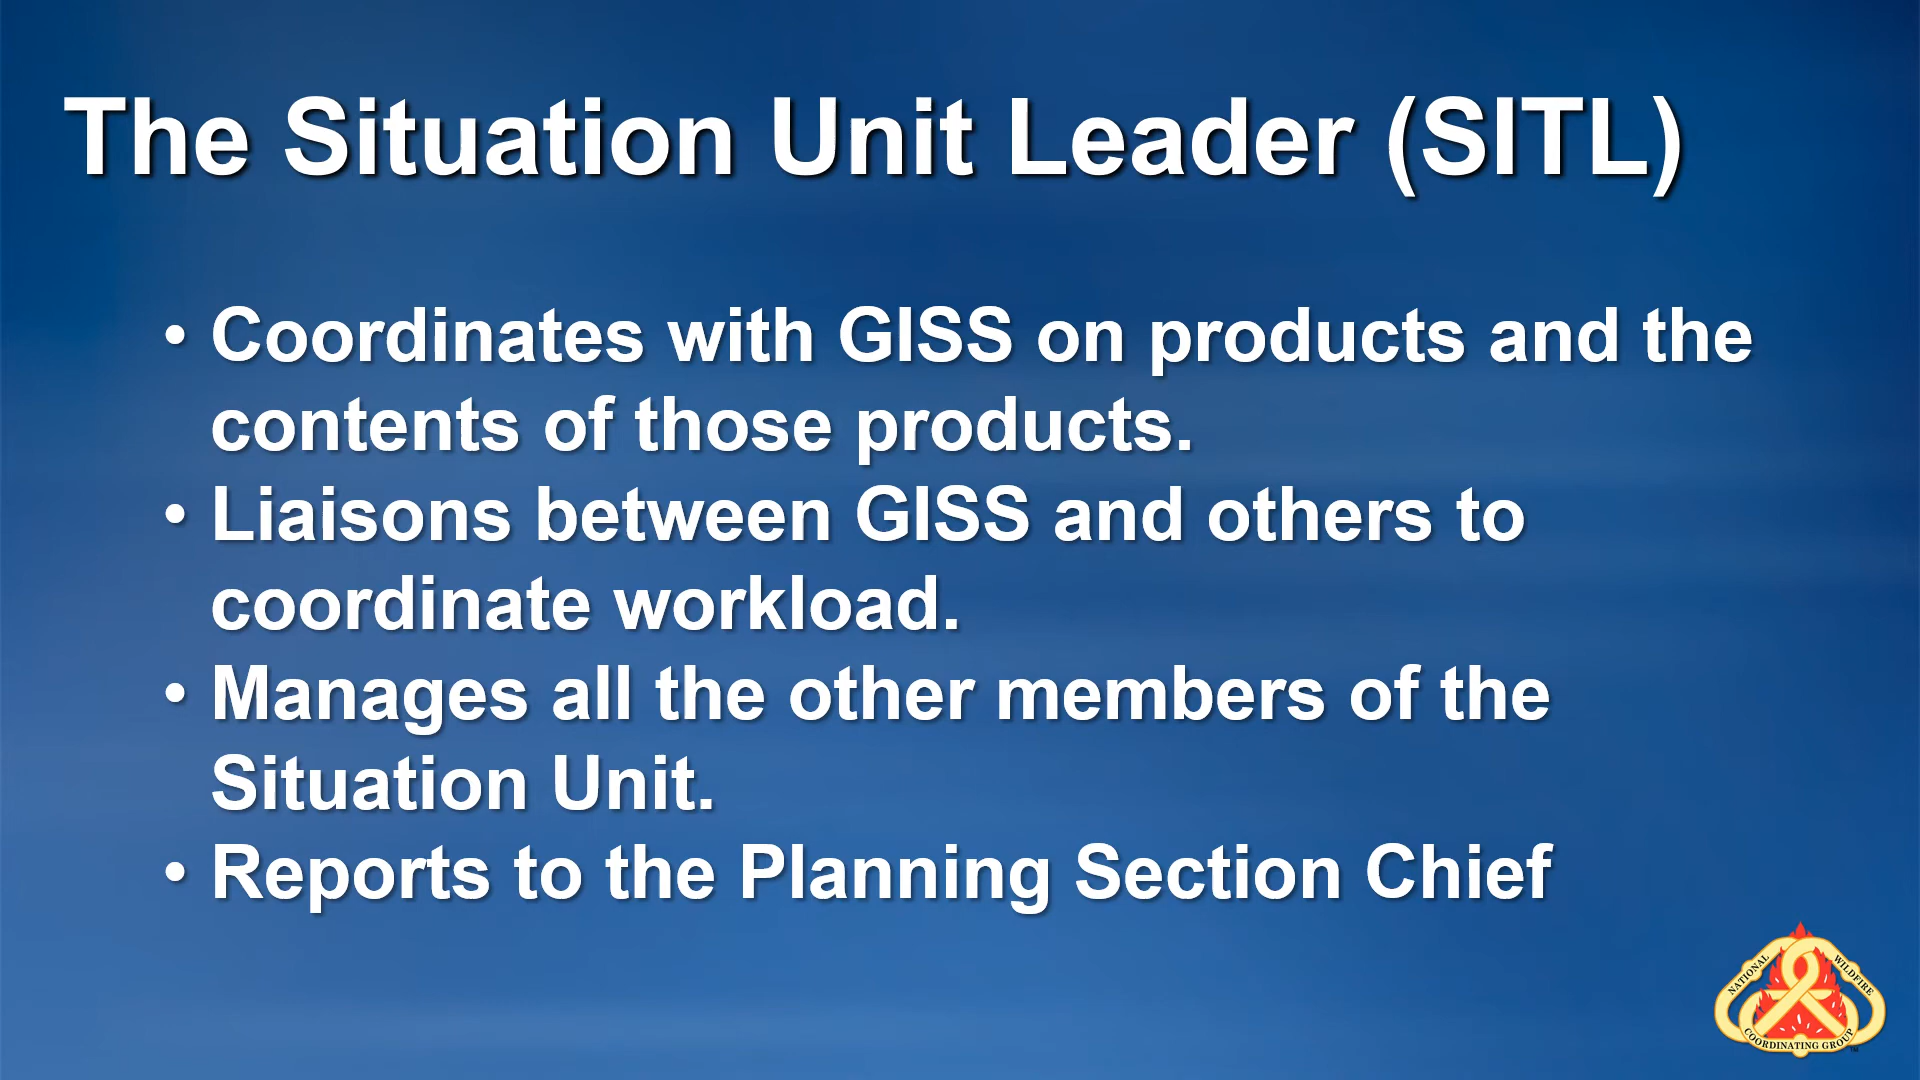 The Situation Unit Leader (SITL)
• Coordinates with GISS on products and the
contents of those products.
• Liaisons between GISS and others to
coordinate workload.
• Manages all the other members of the
Situation Unit.
• Reports to the Planning Section Chief
NATIONAL WILDFIRE
COORDINATING GROUP
TM